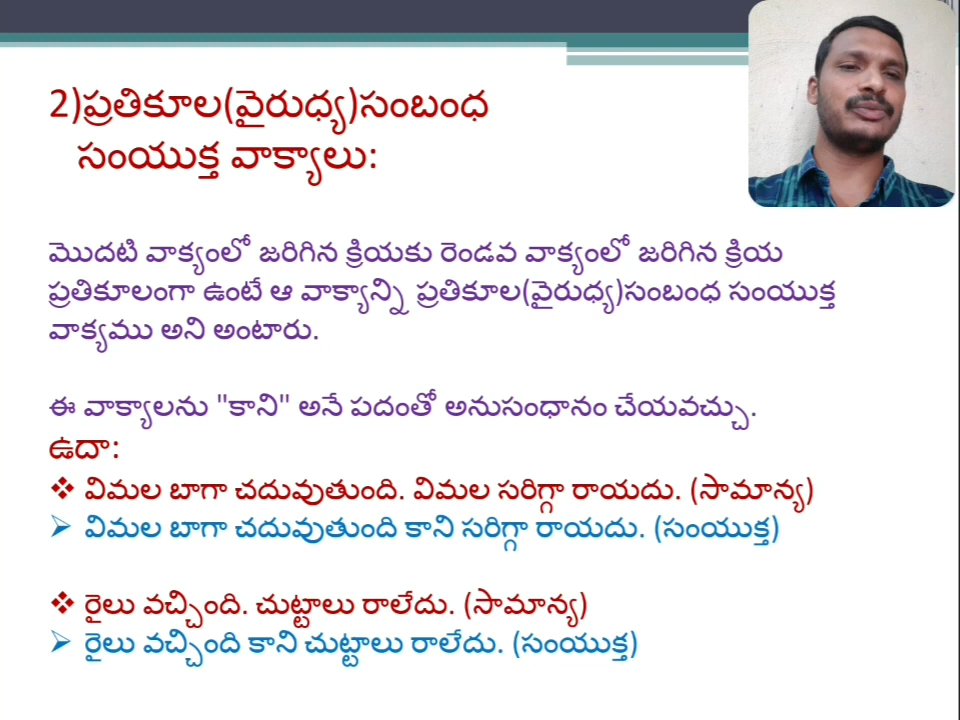 2)ప్రతికూల(వైరుధ్య)సంబంధ
సంయుక్త వాక్యాలు:
మొదటి వాక్యంలో జరిగిన క్రియకు రెండవ వాక్యంలో జరిగిన క్రియ
ప్రతికూలంగా ఉంటే ఆ వాక్యాన్ని ప్రతికూల(వైరుధ్య)సంబంధ సంయుక్త
వాక్యము అని అంటారు.
ఈ వాక్యాలను "కాని" అనే పదంతో అనుసంధానం చేయవచ్చు.
ఉదా:
❖ విమల బాగా చదువుతుంది. విమల సరిగ్గా రాయదు. (సామాన్య)
➢ విమల బాగా చదువుతుంది కాని సరిగ్గా రాయదు. (సంయుక్త)
❖ రైలు వచ్చింది. చుట్టాలు రాలేదు. (సామాన్య)
➢ రైలు వచ్చింది కాని చుట్టాలు రాలేదు. (సంయుక్త)